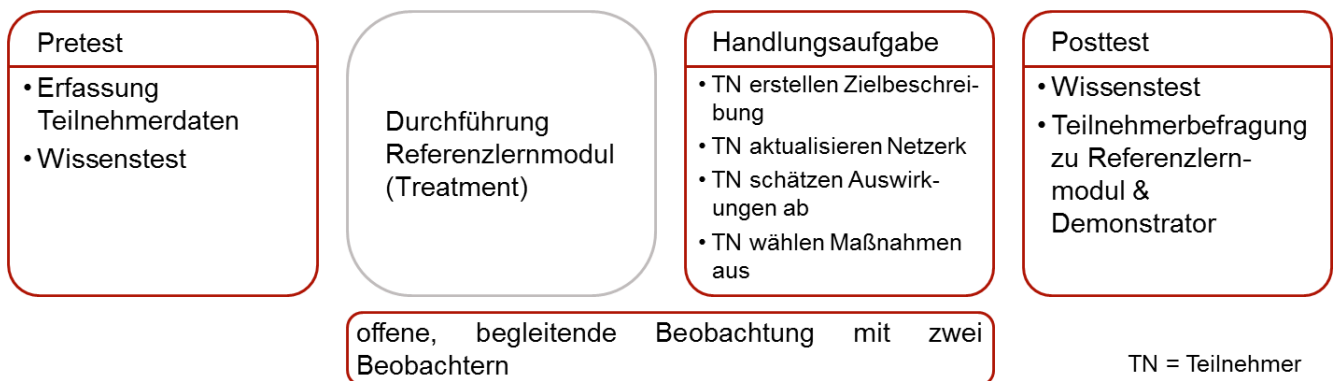 Pretest
• Erfassung
Teilnehmerdaten
• Wissenstest
Durchführung
Referenzlernmodul
(Treatment)
Handlungsaufgabe
• TN erstellen Zielbeschrei-
bung
• TN aktualisieren Netzerk
• TN schätzen Auswirk-
ungen ab
• TN wählen Maßnahmen
aus
Posttest
• Wissenstest
• Teilnehmerbefragung
zu Referenzlern-
modul &
Demonstrator
offene, begleitende Beobachtung mit zwei
Beobachtern
TN = Teilnehmer